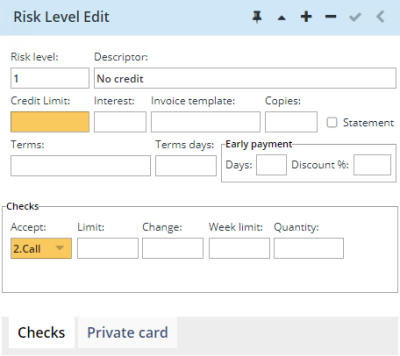 Risk Level Edit
Risk level: Descriptor:
1 No credit
Credit Limit: Interest: Invoice template: Copies:
Statement
Terms: Terms days: Early payment
Days: Discount %:
Checks
Accept: Limit: Change: Week limit: Quantity:
2.Call
Checks Private card